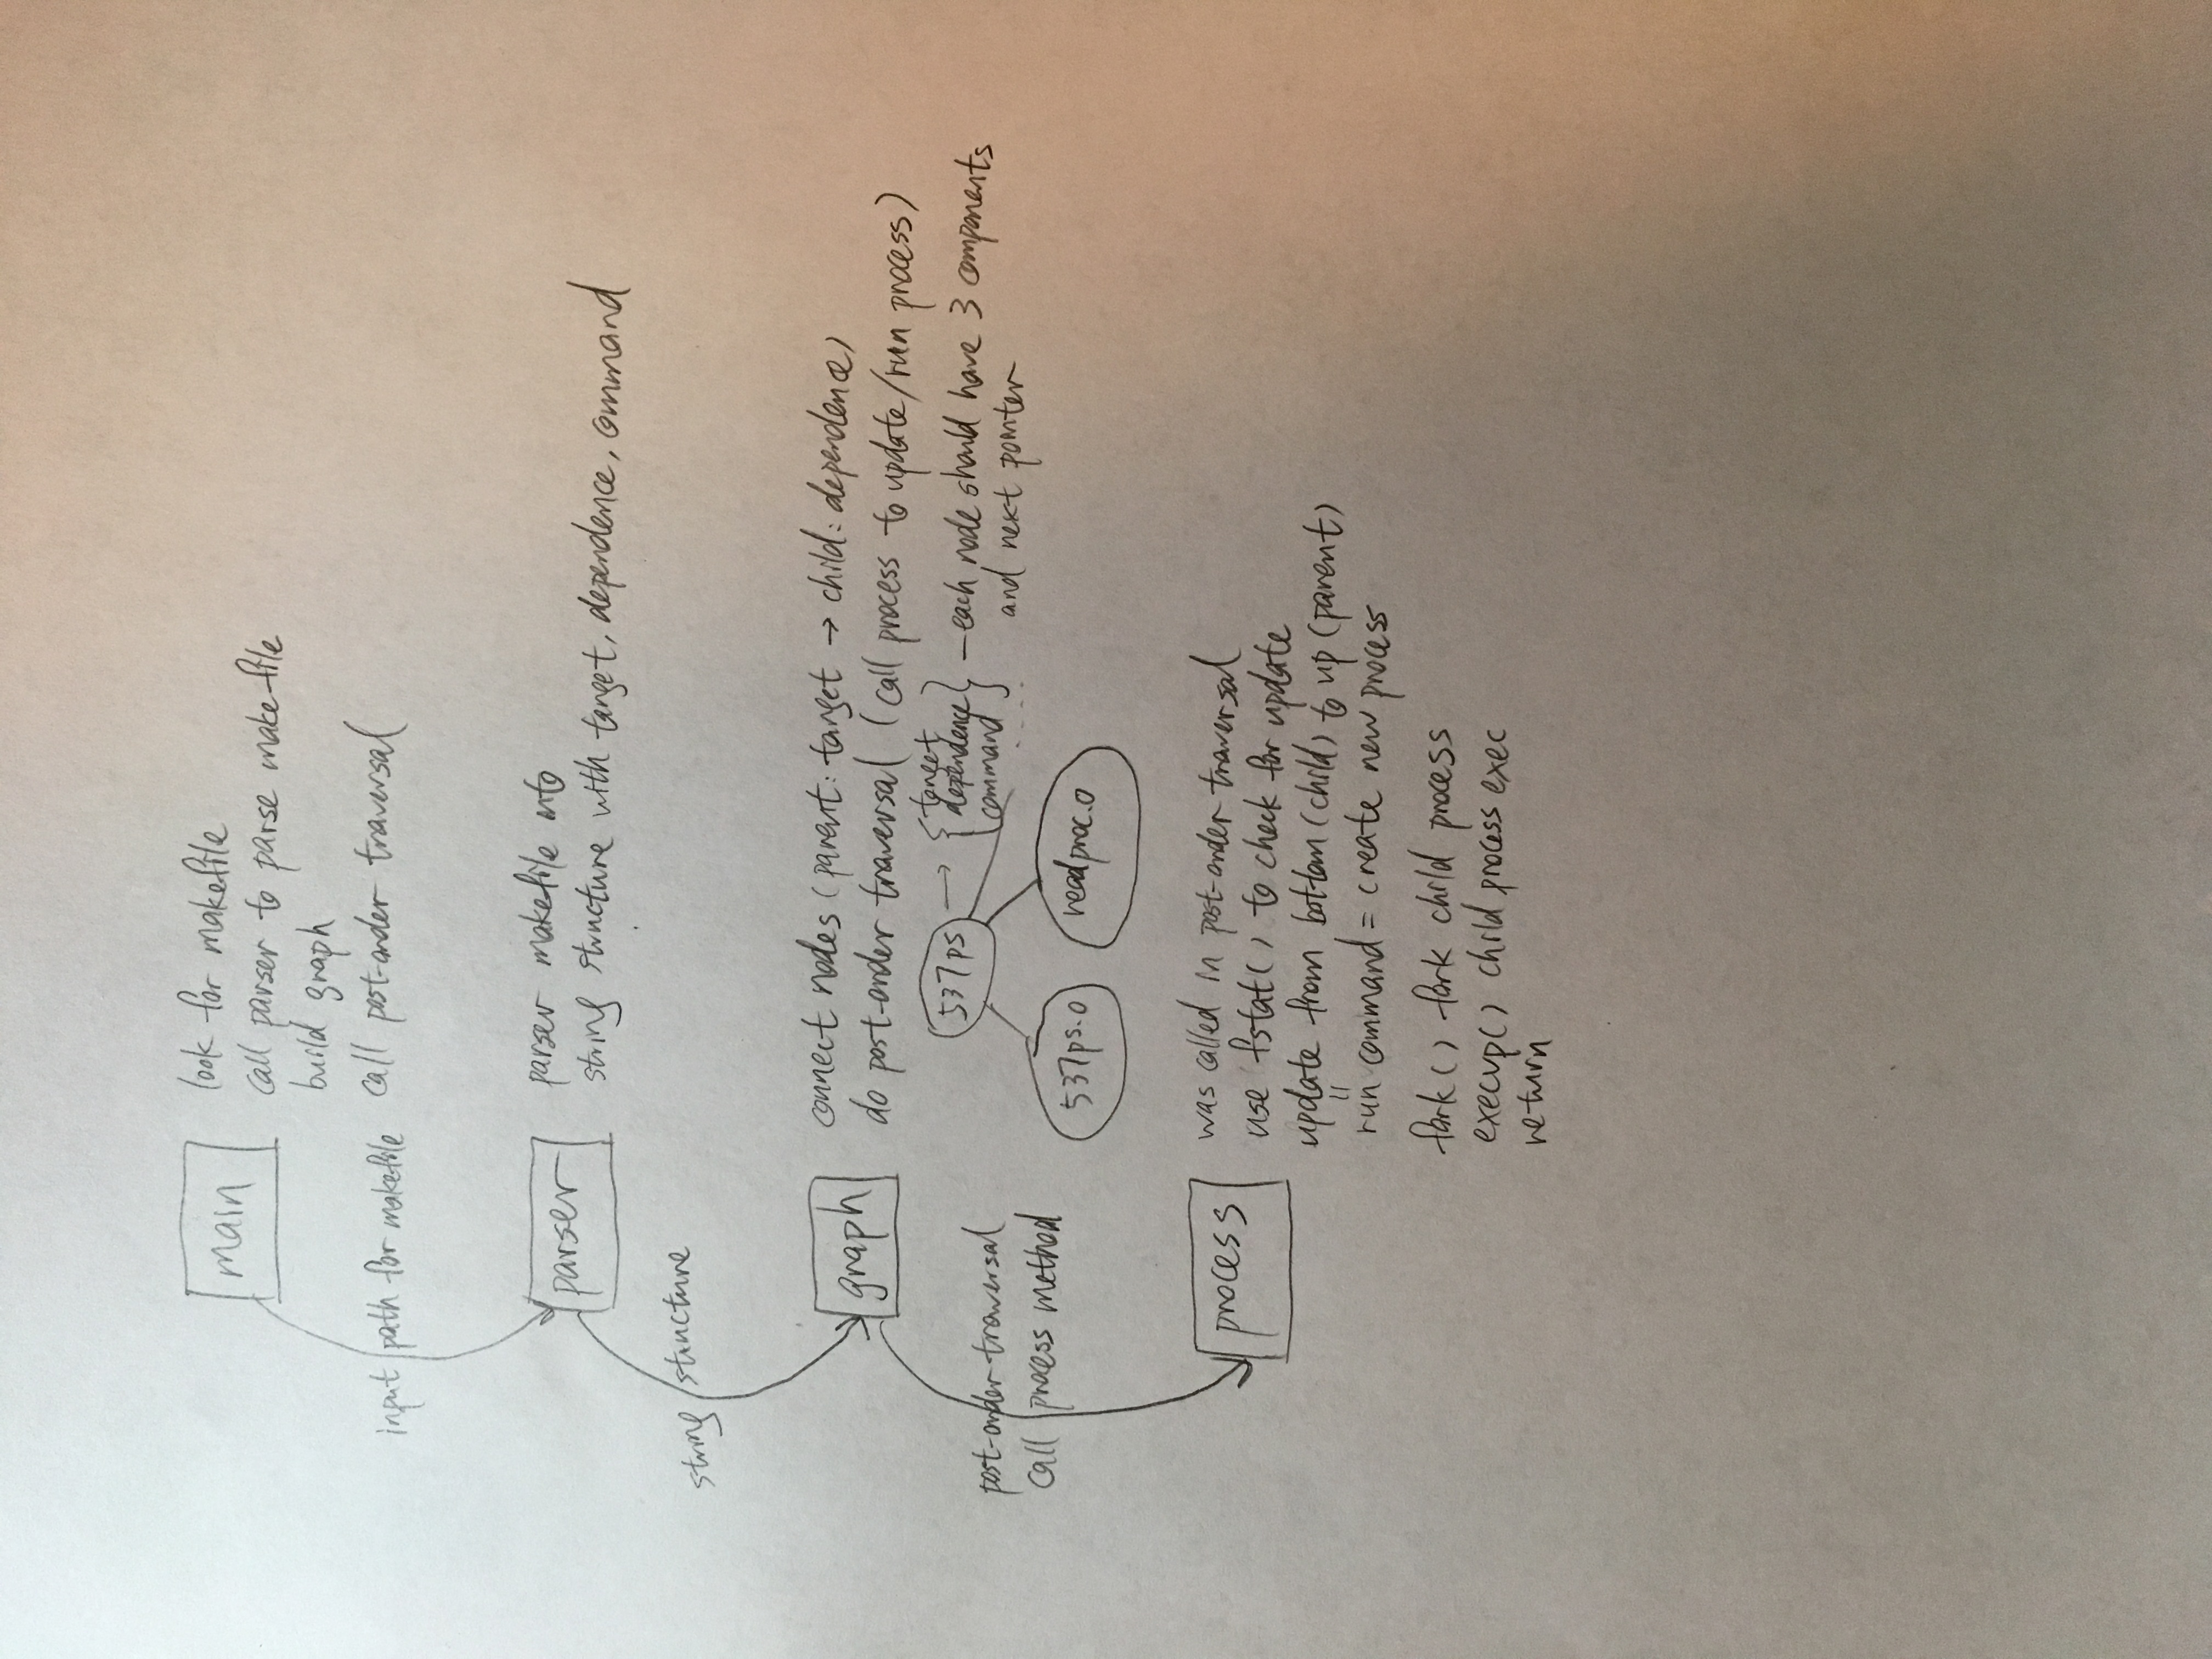 main
look for makefile
call parser to parse makefile
build graph
call post-order traversal
input path for makefile
parser
parser makefile into
string structure with target, dependence, command
string structure
graph
connect nodes (parent: target → child: dependence)
do post-order traversal (call process to update/run process)
537ps → { target
dependence
command } — each node should have 3 components
and next pointer
....
537ps.o readproc.o
post-order traversal
call process method
process
was called in post-order traversal
use fstat() to check for update
update from bottom (child) to up (parent)
=
run command = create new process
fork() fork child process
execvp() child process exec
return